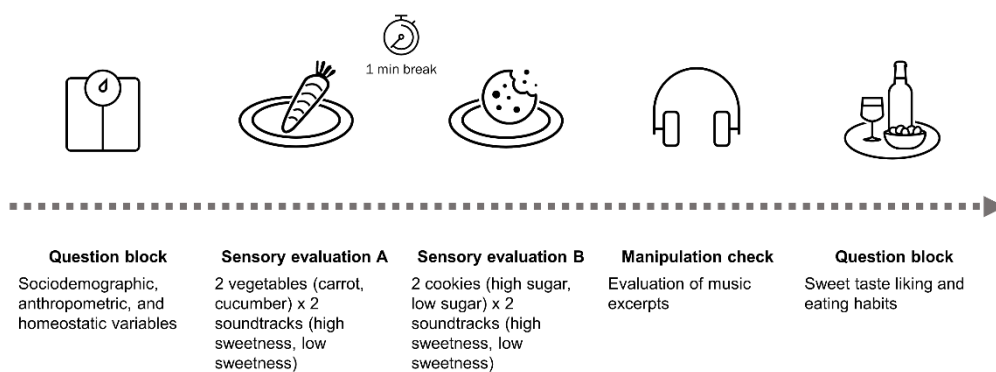 1 min break
Question block
Sociodemographic,
anthropometric, and
homeostatic variables
Sensory evaluation A
2 vegetables (carrot,
cucumber) x 2
soundtracks (high
sweetness, low
sweetness)
Sensory evaluation B
2 cookies (high sugar,
low sugar) x 2
soundtracks (high
sweetness, low
sweetness)
Manipulation check
Evaluation of music
excerpts
Question block
Sweet taste liking and
eating habits